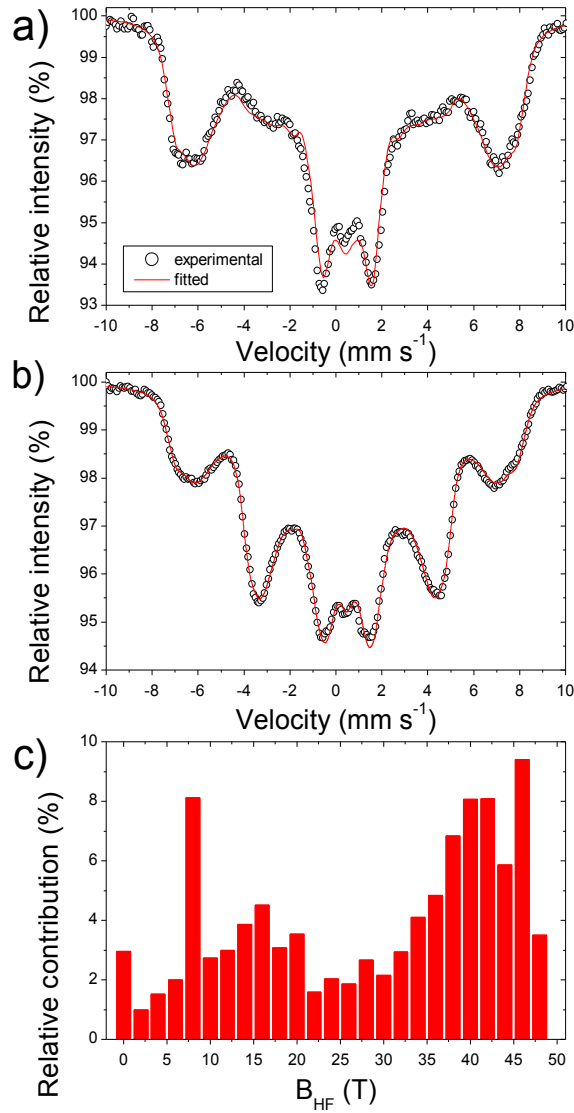 a)
100
99
98
97
96
95
94
93
Relative intensity (%)
experimental
fitted
-10 -8 -6 -4 -2 0 2 4 6 8 10
Velocity (mm s⁻¹)
b)
100
98
96
95
94
Relative intensity (%)
-10 -8 -6 -4 -2 0 2 4 6 8 10
Velocity (mm s⁻¹)
c)
10
8
6
4
2
0
Relative contribution (%)
0 5 10 15 20 25 30 35 40 45 50
B_HF (T)